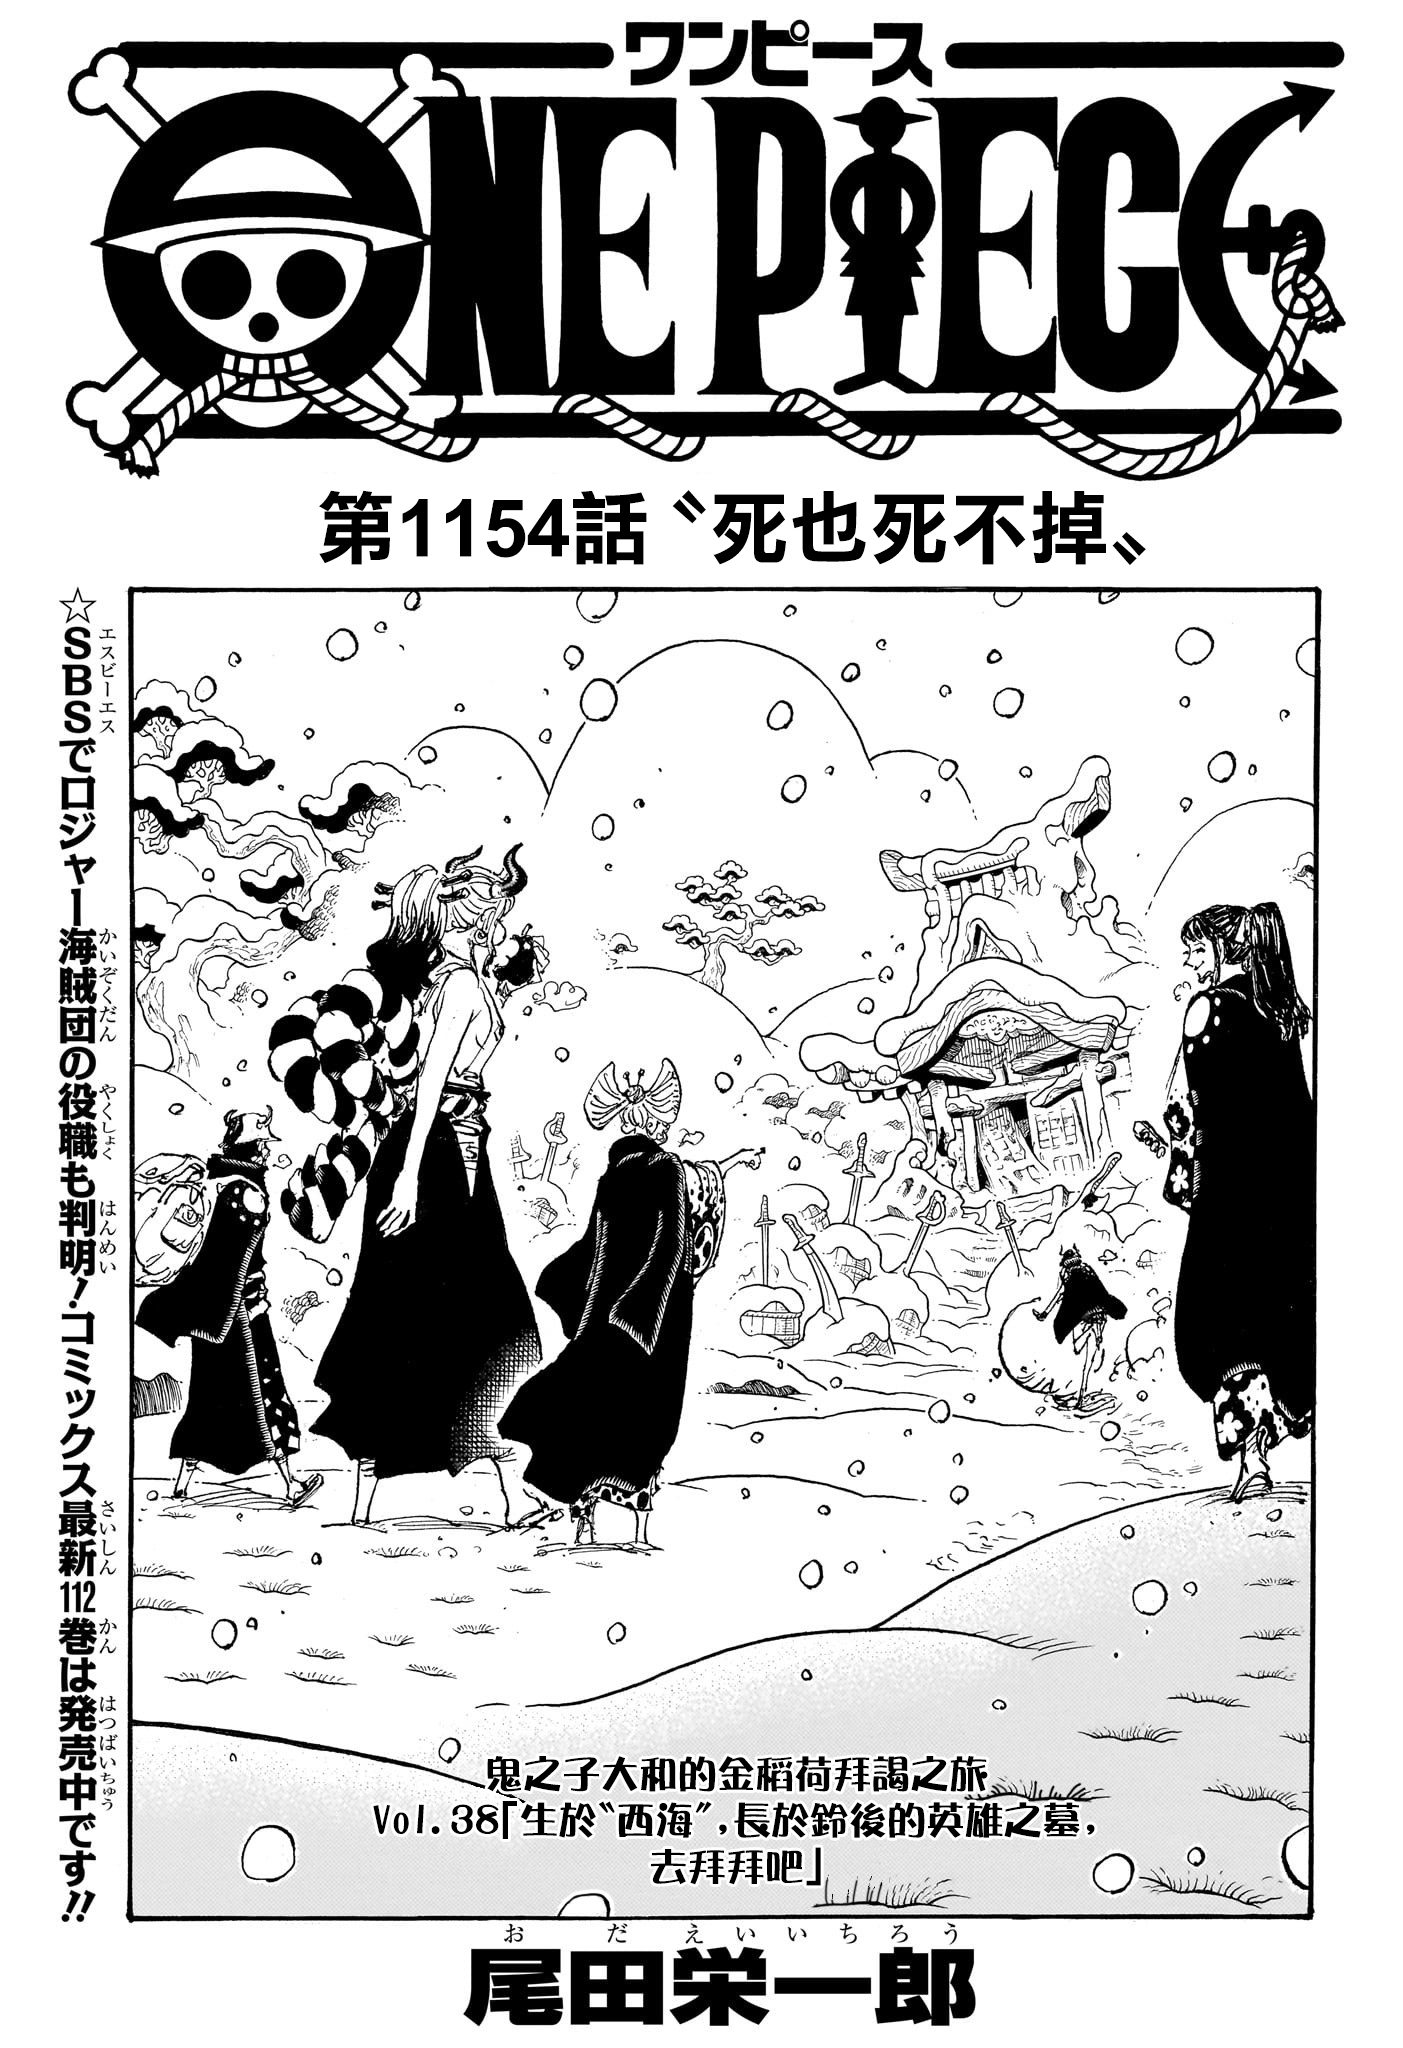 ワンピース
ONE PIECE
第1154話〝死也死不掉〟
☆SBSでロジャー海賊団の役職も判明!コミックス最新112巻は発売中です!!
エスビーエス
かいぞくだん
やくしょく
はんめい
さいしん
かん
はつばいちゅう
鬼之子大和的金稻荷拜謁之旅
Vol.38「生於〝西海〞,長於鈴後的英雄之墓,
去拜拜吧」
おだえいいちろう
尾田栄一郎